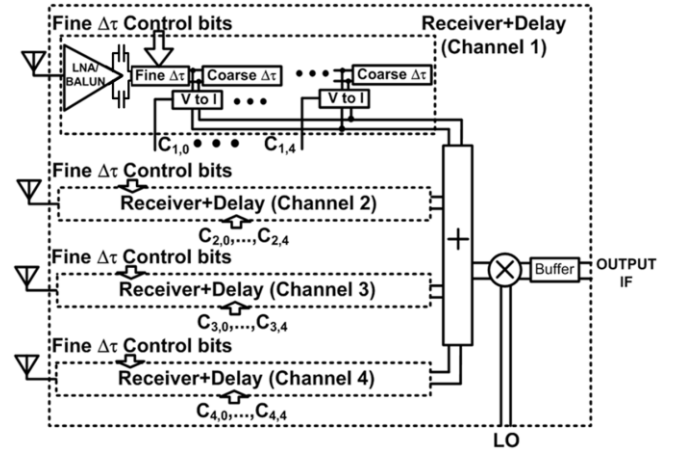 Fine Δτ Control bits
Receiver+Delay
(Channel 1)
LNA/
BALUN
Fine Δτ
Coarse Δτ
•••
Coarse Δτ
V to I
•••
V to I
C1,0
•••
C1,4
Fine Δτ Control bits
Receiver+Delay (Channel 2)
C2,0,...,C2,4
Fine Δτ Control bits
Receiver+Delay (Channel 3)
C3,0,...,C3,4
Fine Δτ Control bits
Receiver+Delay (Channel 4)
C4,0,...,C4,4
+
×
Buffer
OUTPUT
IF
LO